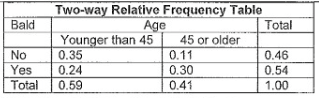 Two-way Relative Frequency Table
Bald Age Total
Younger than 45 45 or older
No 0.35 0.11 0.46
Yes 0.24 0.30 0.54
Total 0.59 0.41 1.00